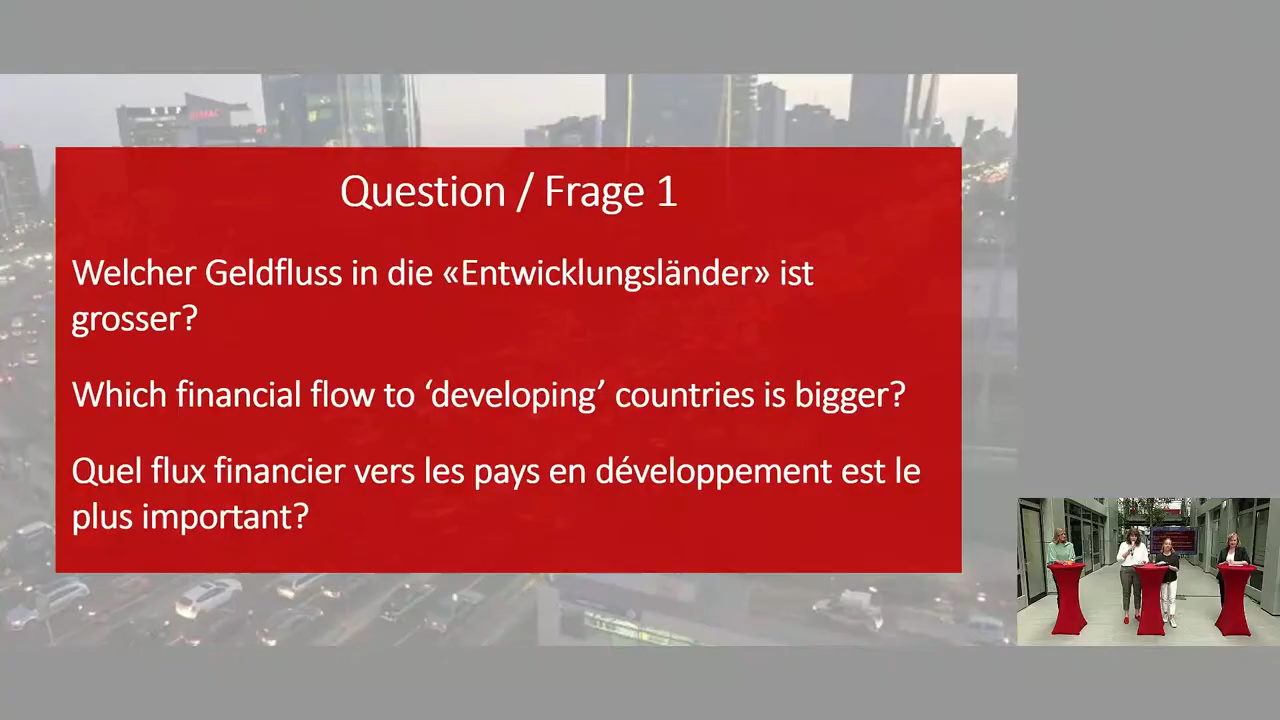 Question / Frage 1
Welcher Geldfluss in die «Entwicklungsländer» ist
grosser?
Which financial flow to ‘developing’ countries is bigger?
Quel flux financier vers les pays en développement est le
plus important?